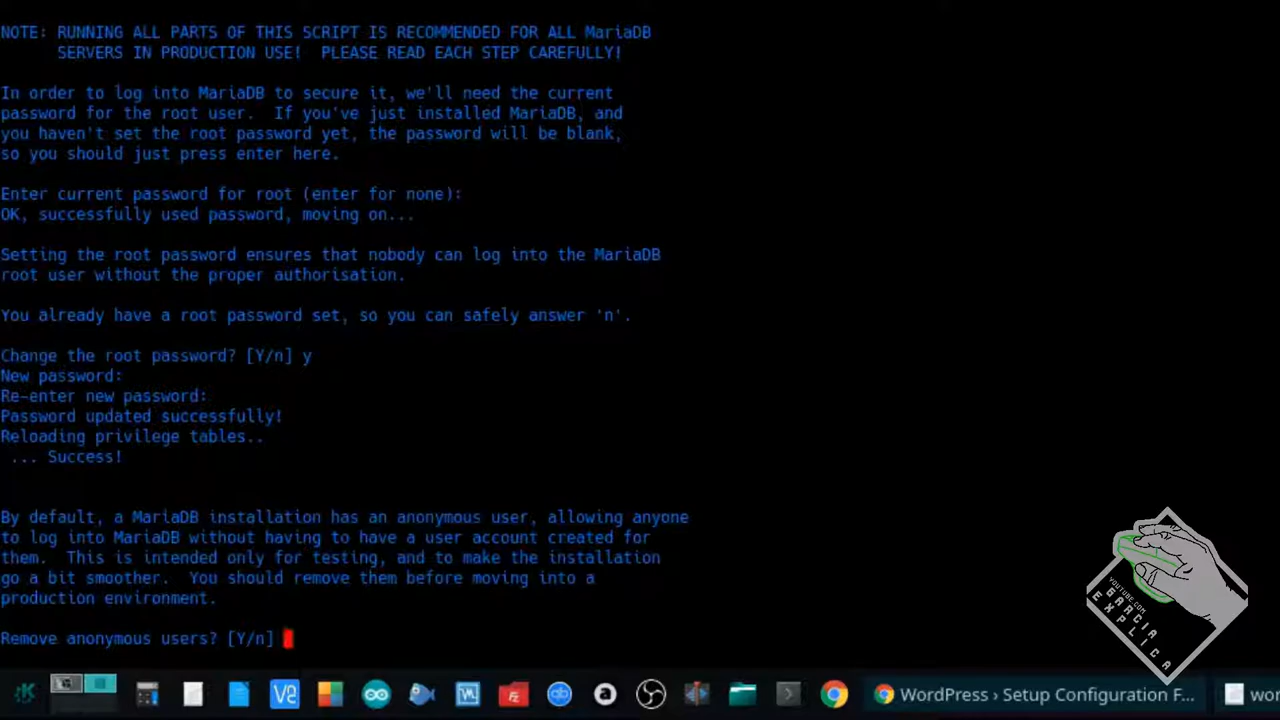 NOTE: RUNNING ALL PARTS OF THIS SCRIPT IS RECOMMENDED FOR ALL MariaDB
SERVERS IN PRODUCTION USE!  PLEASE READ EACH STEP CAREFULLY!
In order to log into MariaDB to secure it, we'll need the current
password for the root user.  If you've just installed MariaDB, and
you haven't set the root password yet, the password will be blank,
so you should just press enter here.
Enter current password for root (enter for none):
OK, successfully used password, moving on...
Setting the root password ensures that nobody can log into the MariaDB
root user without the proper authorisation.
You already have a root password set, so you can safely answer 'n'.
Change the root password? [Y/n] y
New password:
Re-enter new password:
Password updated successfully!
Reloading privilege tables..
... Success!
By default, a MariaDB installation has an anonymous user, allowing anyone
to log into MariaDB without having to have a user account created for
them.  This is intended only for testing, and to make the installation
go a bit smoother.  You should remove them before moving into a
production environment.
Remove anonymous users? [Y/n]
YOUTUBE.COM
GARCIA
EXPLICA
WordPress › Setup Configuration F...
wor